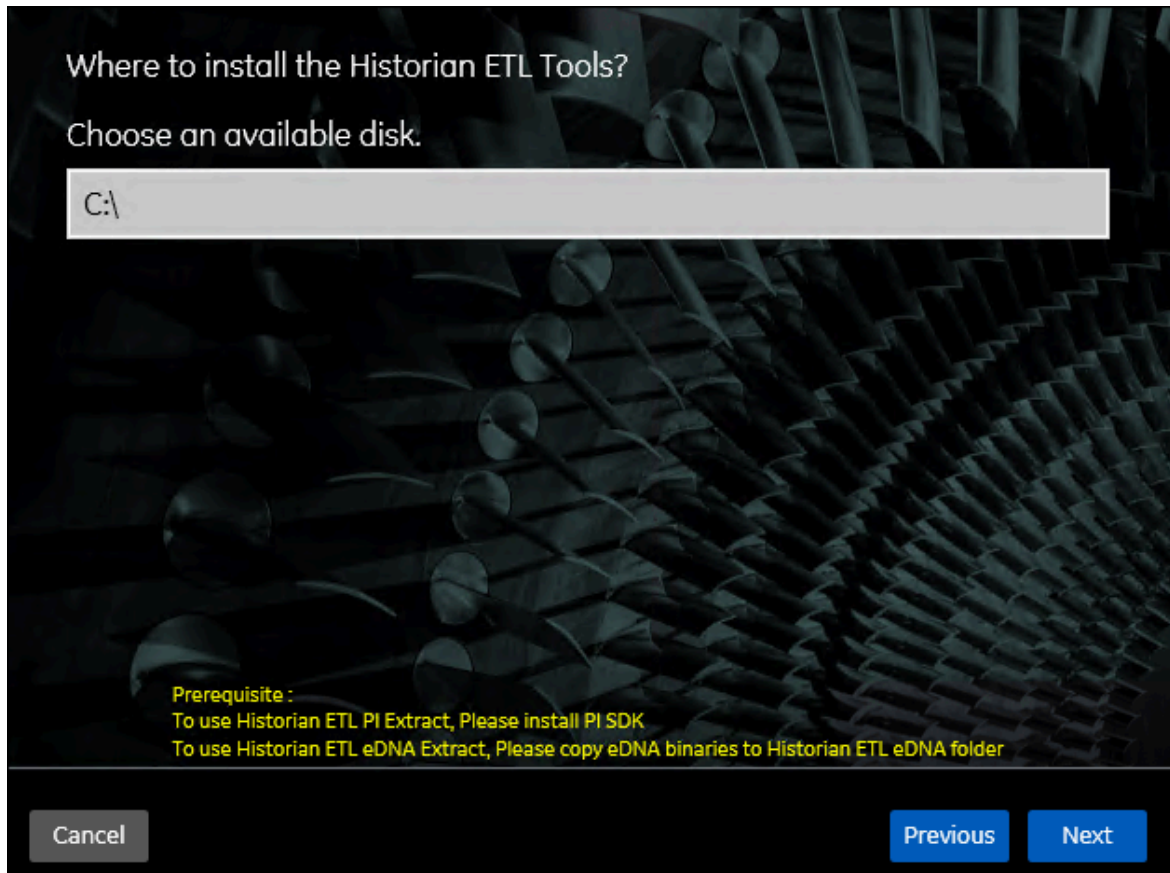 Where to install the Historian ETL Tools?
Choose an available disk.
C:\
Prerequisite :
To use Historian ETL PI Extract, Please install PI SDK
To use Historian ETL eDNA Extract, Please copy eDNA binaries to Historian ETL eDNA folder
Cancel
Previous
Next